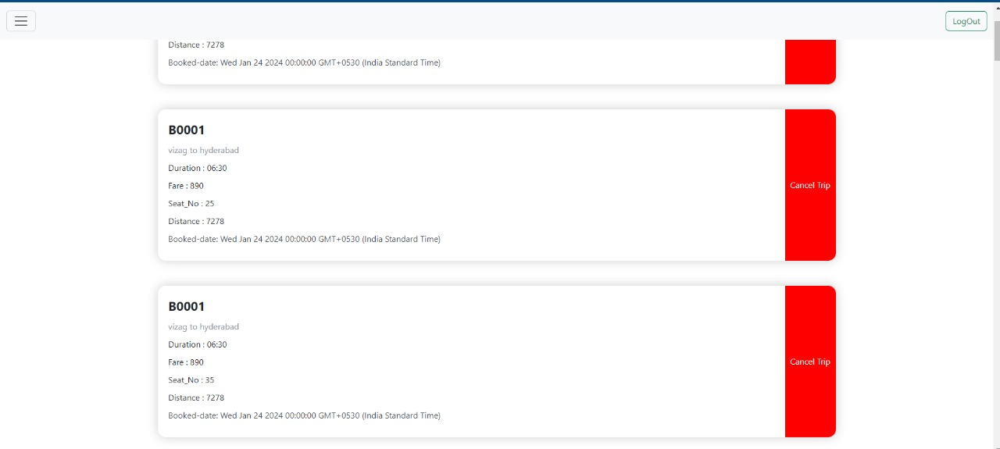 LogOut
Distance : 7278
Booked-date: Wed Jan 24 2024 00:00:00 GMT+0530 (India Standard Time)
B0001
vizag to hyderabad
Duration : 06:30
Fare : 890
Seat_No : 25
Distance : 7278
Booked-date: Wed Jan 24 2024 00:00:00 GMT+0530 (India Standard Time)
Cancel Trip
B0001
vizag to hyderabad
Duration : 06:30
Fare : 890
Seat_No : 35
Distance : 7278
Booked-date: Wed Jan 24 2024 00:00:00 GMT+0530 (India Standard Time)
Cancel Trip